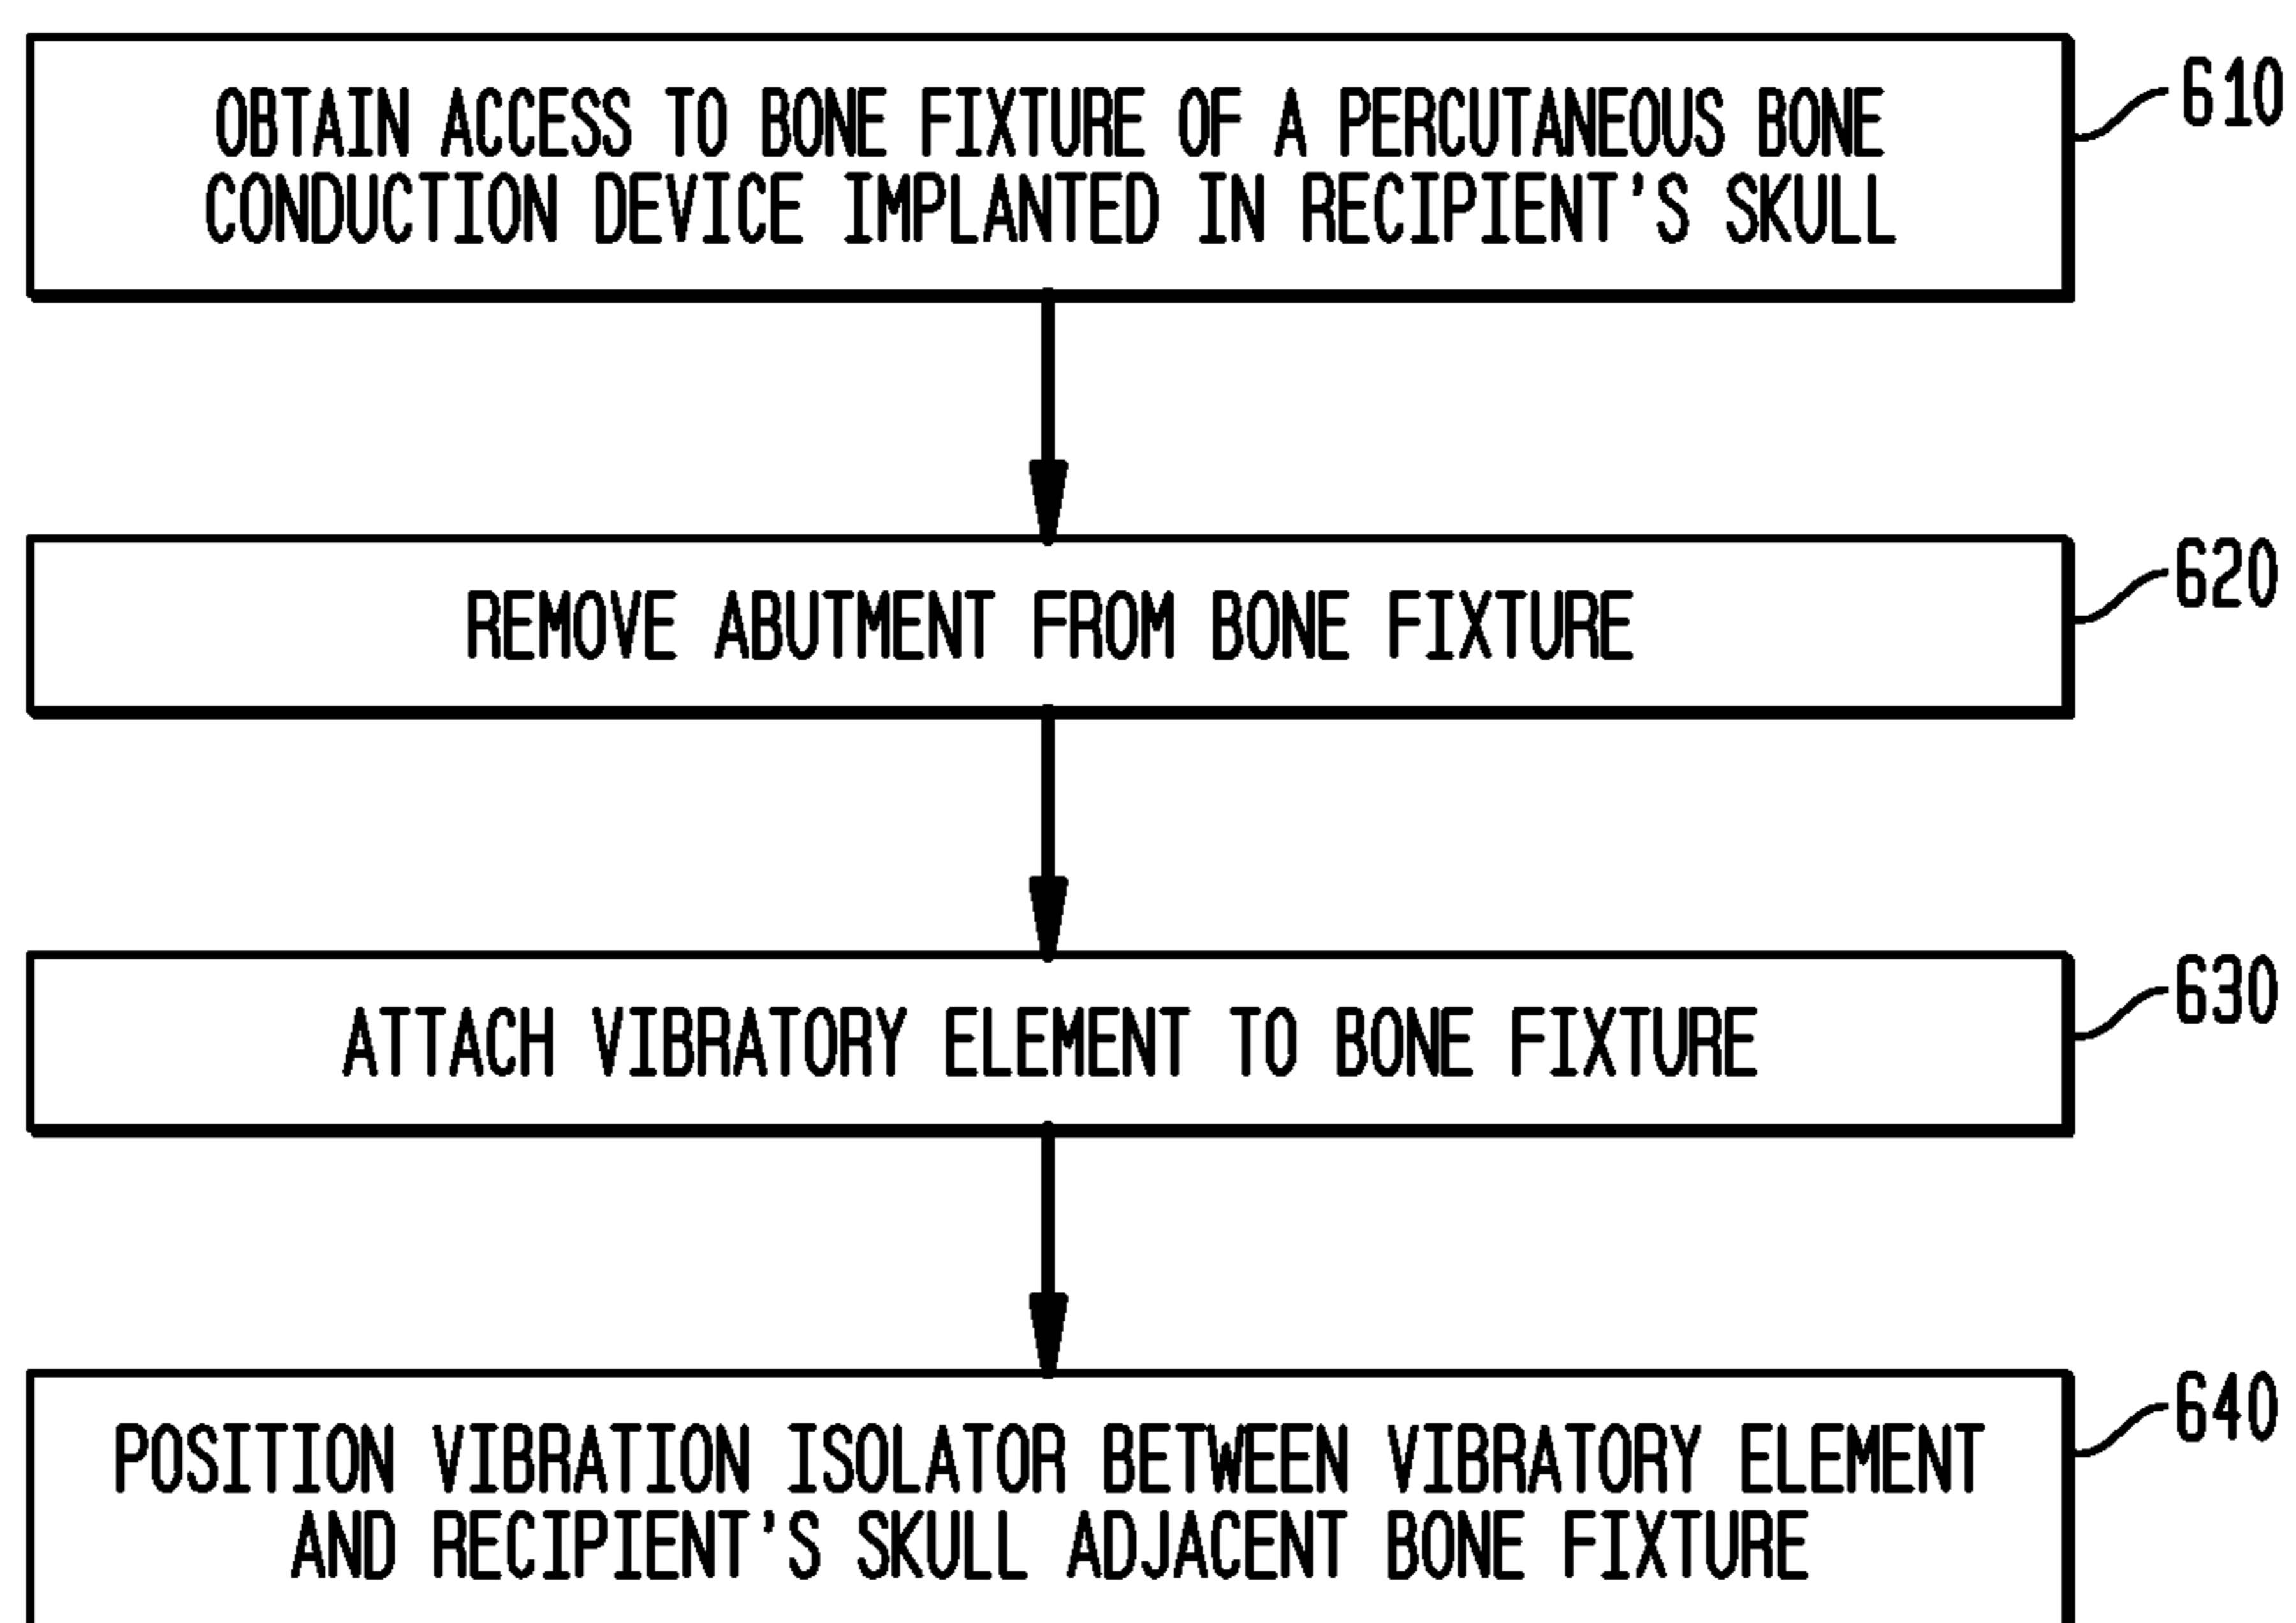 OBTAIN ACCESS TO BONE FIXTURE OF A PERCUTANEOUS BONE
CONDUCTION DEVICE IMPLANTED IN RECIPIENT'S SKULL
610
REMOVE ABUTMENT FROM BONE FIXTURE
620
ATTACH VIBRATORY ELEMENT TO BONE FIXTURE
630
POSITION VIBRATION ISOLATOR BETWEEN VIBRATORY ELEMENT
AND RECIPIENT'S SKULL ADJACENT BONE FIXTURE
640